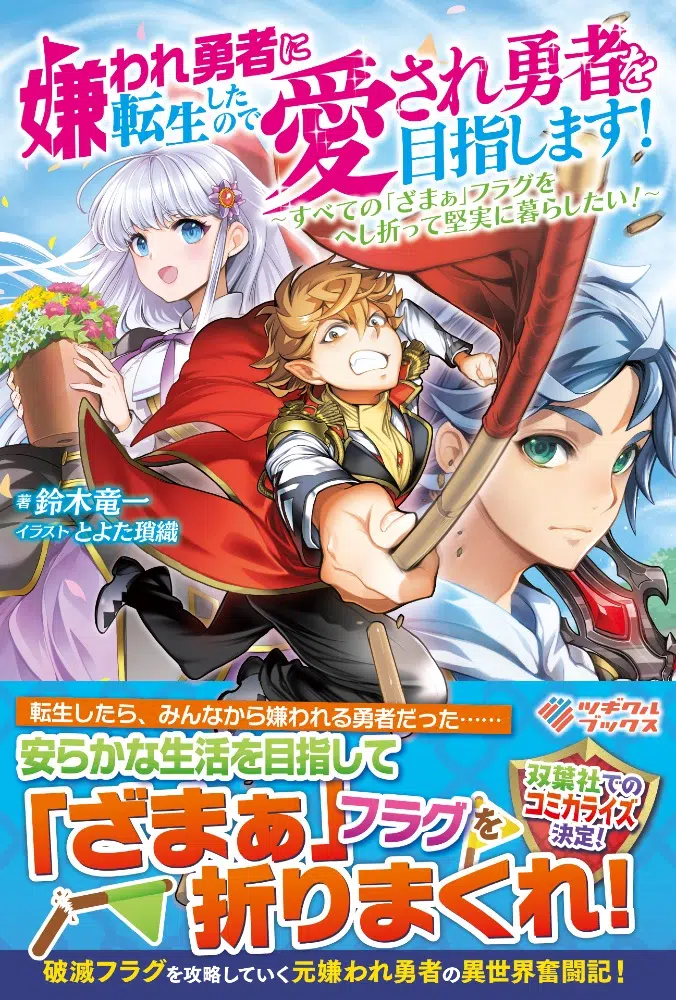 嫌われ勇者に
転生したので
愛され勇者を
目指します!
～すべての「ざまぁ」フラグを
へし折って堅実に暮らしたい!～
著 鈴木竜一
イラスト とよた瑣織
転生したら、みんなから嫌われる勇者だった……
ツギクル
ブックス
安らかな生活を目指して
「ざまぁ」フラグを
折りまくれ!
双葉社での
コミカライズ
決定!
破滅フラグを攻略していく元嫌われ勇者の異世界奮闘記!